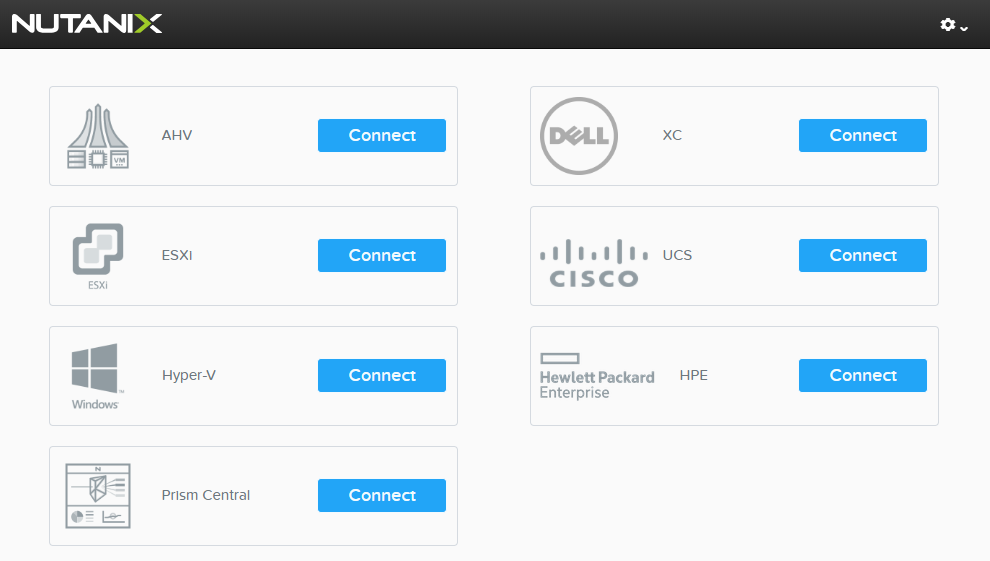 NUTANIX
VM
AHV
Connect
DELL
XC
Connect
ESXi
ESXi
Connect
CISCO
UCS
Connect
Windows™
Hyper-V
Connect
Hewlett Packard
Enterprise
HPE
Connect
N
Prism Central
Connect